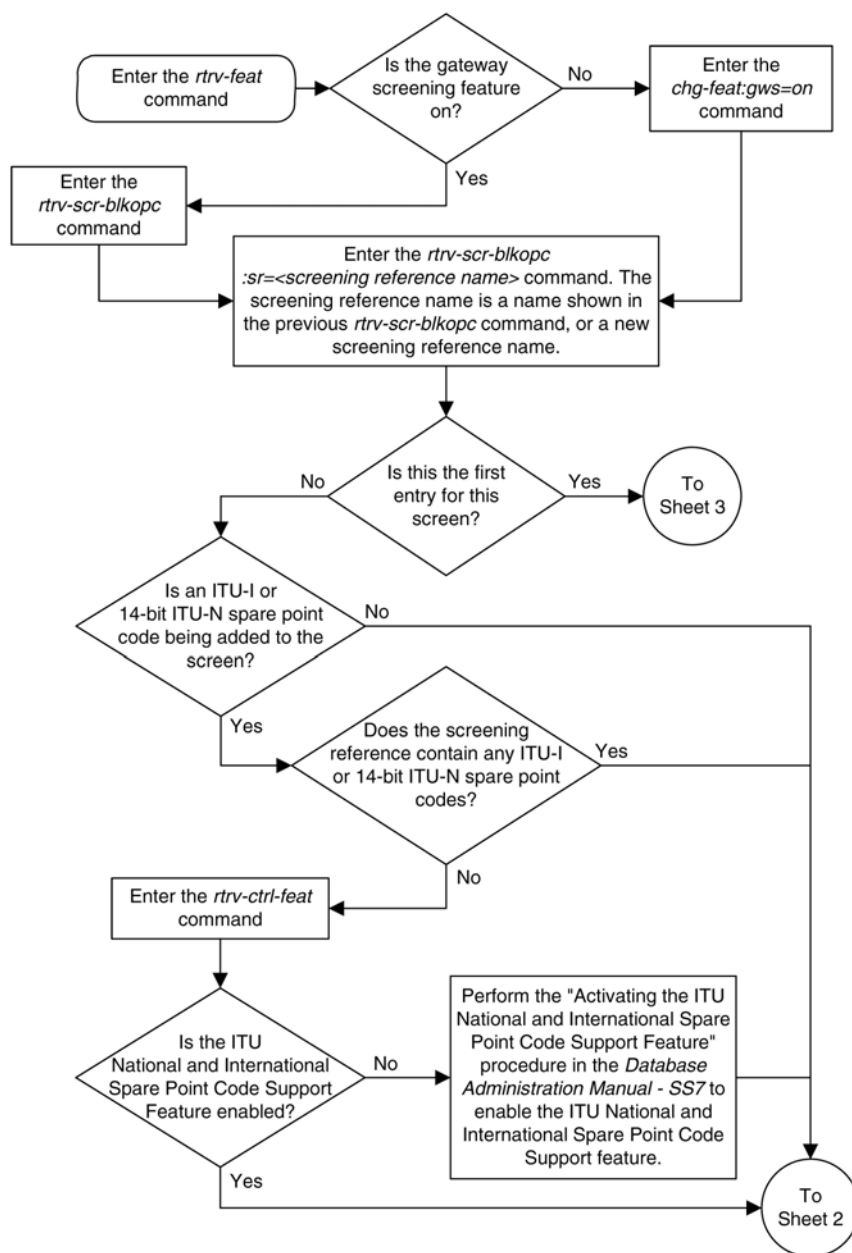 Enter the rtrv-feat
command
Is the gateway
screening feature
on?
No
Enter the
chg-feat:gws=on
command
Yes
Enter the
rtrv-scr-blkopc
command
Enter the rtrv-scr-blkopc
:sr=<screening reference name> command. The
screening reference name is a name shown in
the previous rtrv-scr-blkopc command, or a new
screening reference name.
No
Is this the first
entry for this
screen?
Yes
To
Sheet 3
Is an ITU-I or
14-bit ITU-N spare point
code being added to the
screen?
No
Yes
Does the screening
reference contain any ITU-I
or 14-bit ITU-N spare point
codes?
Yes
No
Enter the rtrv-ctrl-feat
command
Is the ITU
National and International
Spare Point Code Support
Feature enabled?
No
Perform the "Activating the ITU
National and International Spare
Point Code Support Feature"
procedure in the Database
Administration Manual - SS7 to
enable the ITU National and
International Spare Point Code
Support feature.
Yes
To
Sheet 2